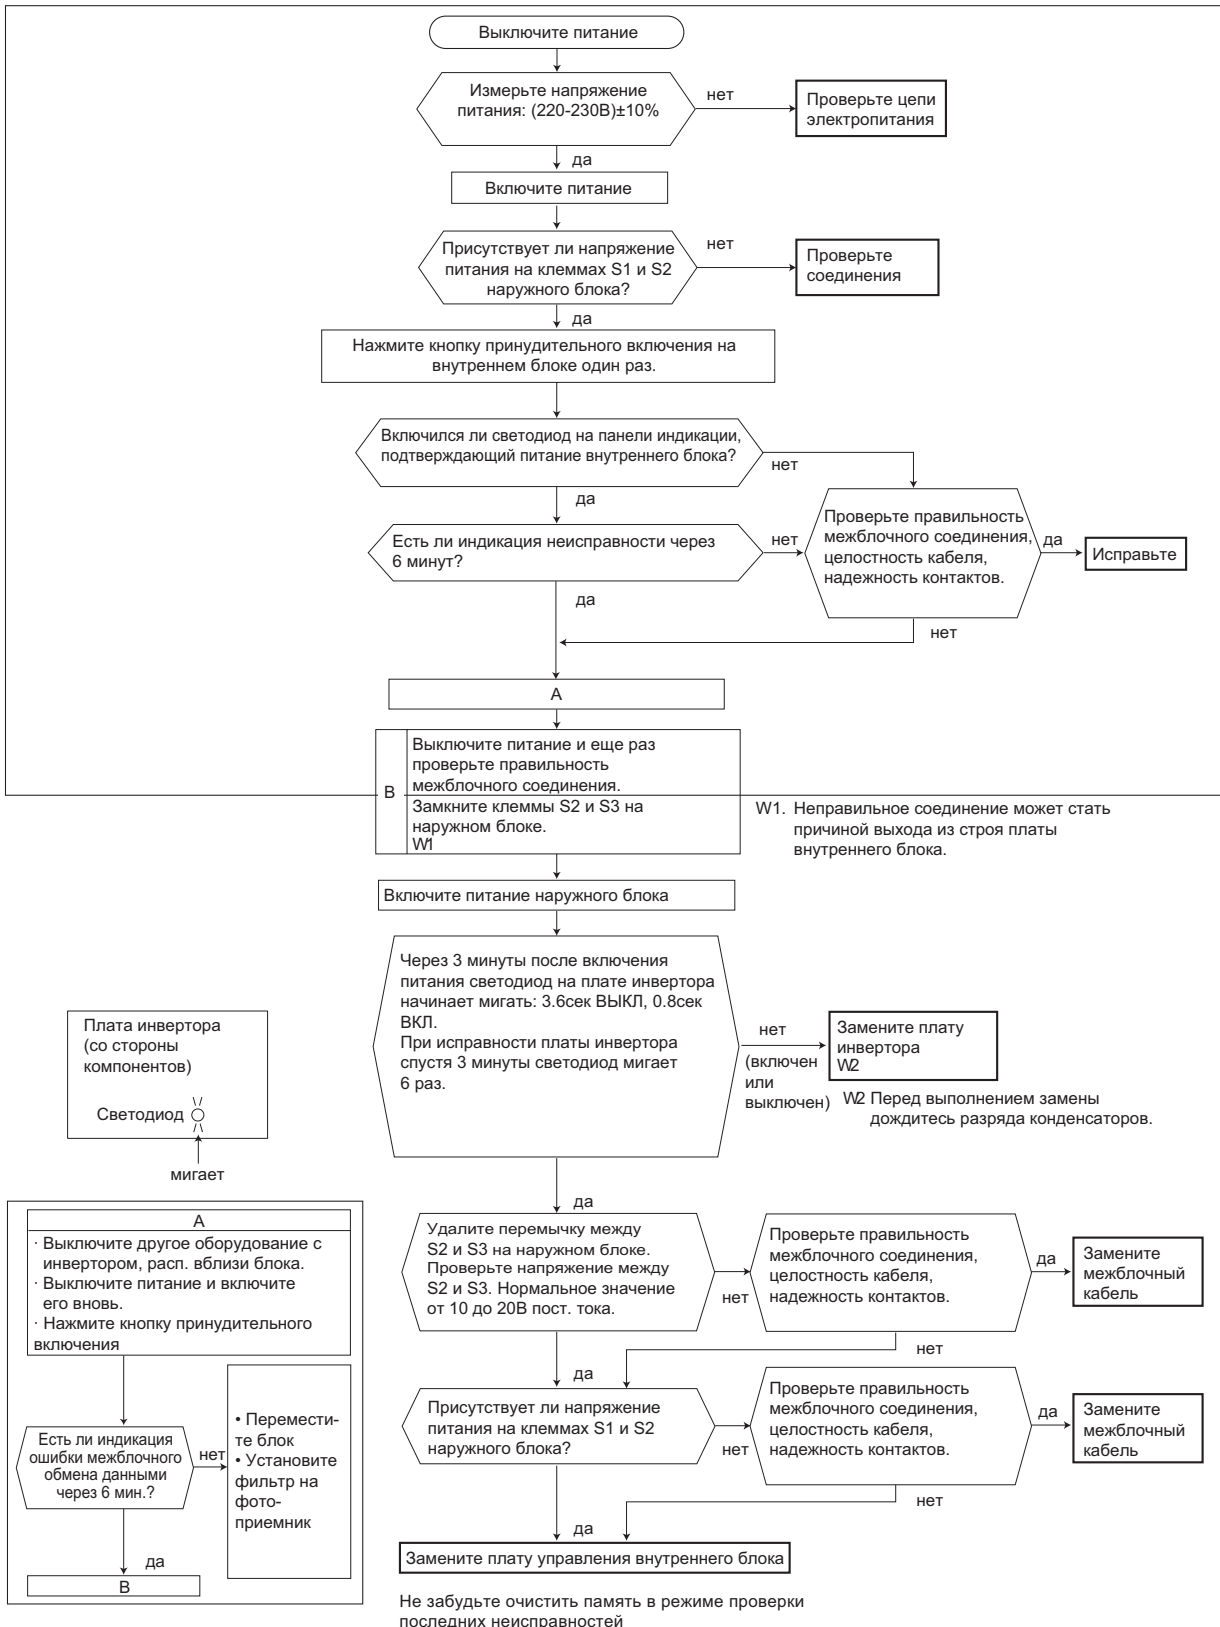 Выключите питание
Измерьте напряжение
питания: (220-230В)±10%
нет
Проверьте цепи
электропитания
да
Включите питание
Присутствует ли напряжение
питания на клеммах S1 и S2
наружного блока?
нет
Проверьте
соединения
да
Нажмите кнопку принудительного включения на
внутреннем блоке один раз.
Включился ли светодиод на панели индикации,
подтверждающий питание внутреннего блока?
нет
да
Есть ли индикация неисправности через
6 минут?
нет
Проверьте правильность
межблочного соединения,
целостность кабеля,
надежность контактов.
да
Исправьте
да
нет
A
B
Выключите питание и еще раз
проверьте правильность
межблочного соединения.
Замкните клеммы S2 и S3 на
наружном блоке.
W1
W1. Неправильное соединение может стать
причиной выхода из строя платы
внутреннего блока.
Включите питание наружного блока
Через 3 минуты после включения
питания светодиод на плате инвертора
начинает мигать: 3.6сек ВЫКЛ, 0.8сек
ВКЛ.
При исправности платы инвертора
спустя 3 минуты светодиод мигает
6 раз.
нет
(включен
или
выключен)
Замените плату
инвертора
W2
W2 Перед выполнением замены
дождитесь разряда конденсаторов.
Плата инвертора
(со стороны
компонентов)
Светодиод
мигает
да
Удалите перемычку между
S2 и S3 на наружном блоке.
Проверьте напряжение между
S2 и S3. Нормальное значение
от 10 до 20В пост. тока.
нет
Проверьте правильность
межблочного соединения,
целостность кабеля,
надежность контактов.
да
Замените
межблочный
кабель
нет
да
Присутствует ли напряжение
питания на клеммах S1 и S2
наружного блока?
нет
Проверьте правильность
межблочного соединения,
целостность кабеля,
надежность контактов.
да
Замените
межблочный
кабель
нет
да
Замените плату управления внутреннего блока
Не забудьте очистить память в режиме проверки
последних неисправностей
A
· Выключите другое оборудование с
инвертором, расп. вблизи блока.
· Выключите питание и включите
его вновь.
· Нажмите кнопку принудительного
включения
Есть ли индикация
ошибки межблочного
обмена данными
через 6 мин.?
нет
• Перемести-
те блок
• Установите
фильтр на
фото-
приемник
да
B